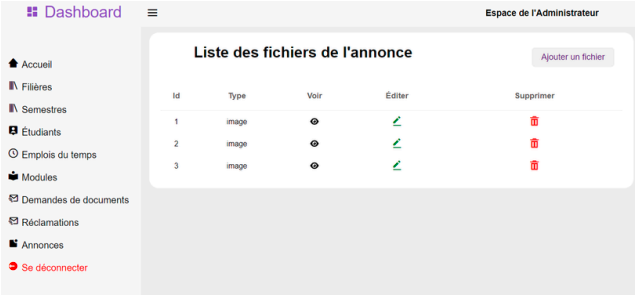 Dashboard
Espace de l'Administrateur
Accueil
Filières
Semestres
Étudiants
Emplois du temps
Modules
Demandes de documents
Réclamations
Annonces
Se déconnecter
Liste des fichiers de l'annonce
Ajouter un fichier
Id Type Voir Éditer Supprimer
1 image
2 image
3 image